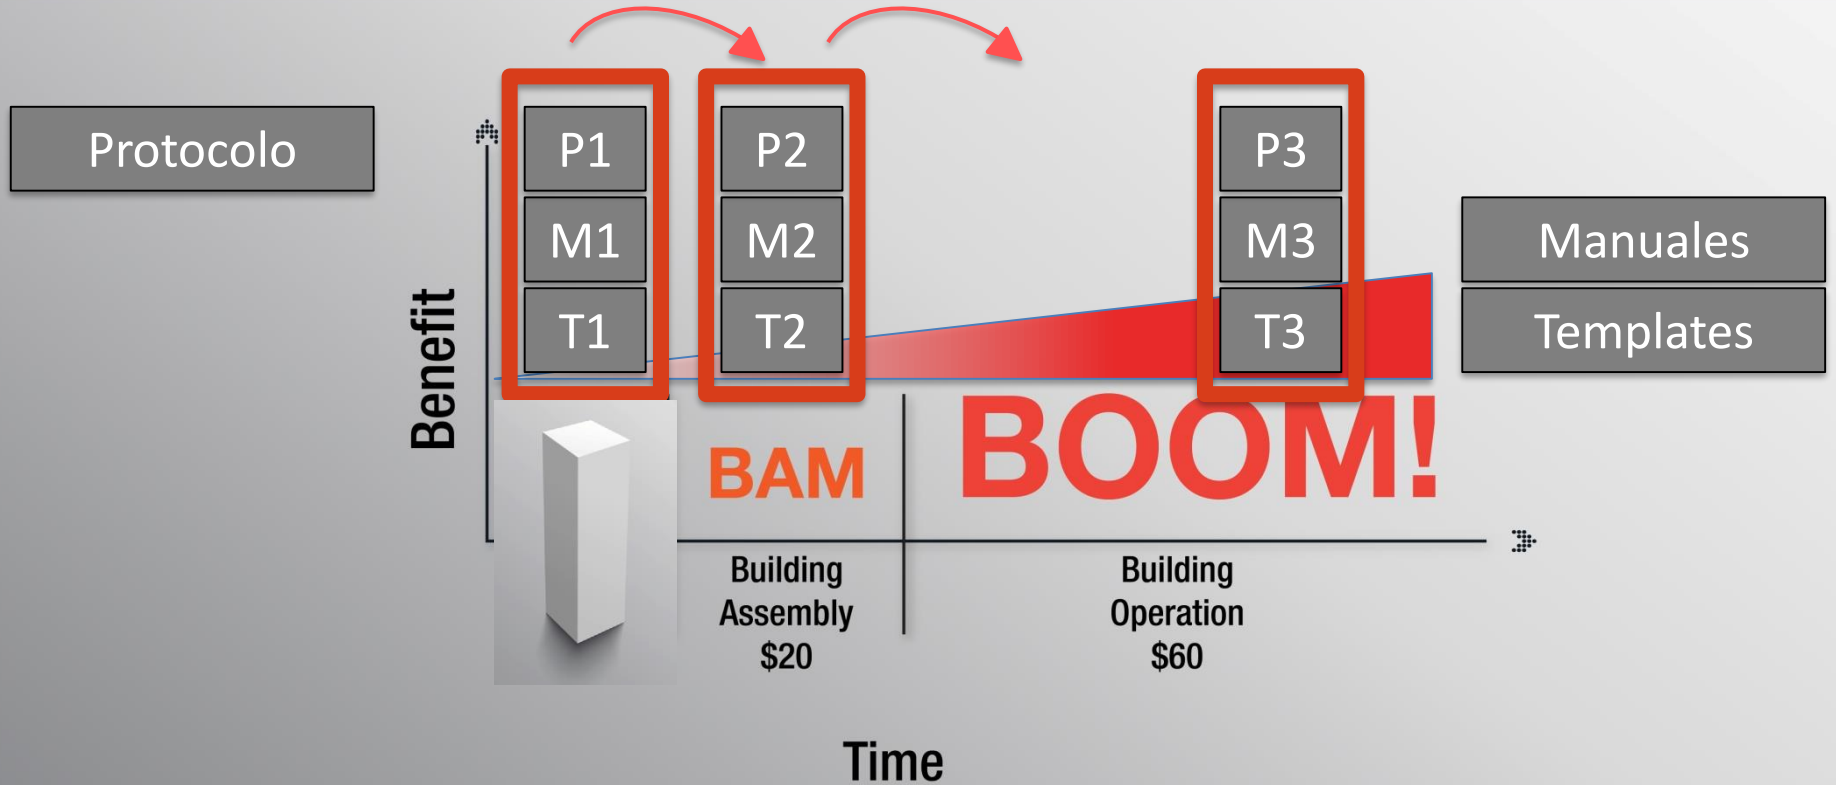 Protocolo
P1
P2
P3
M1
M2
M3
Manuales
T1
T2
T3
Templates
Benefit
BAM
BOOM!
Building
Assembly
$20
Building
Operation
$60
Time